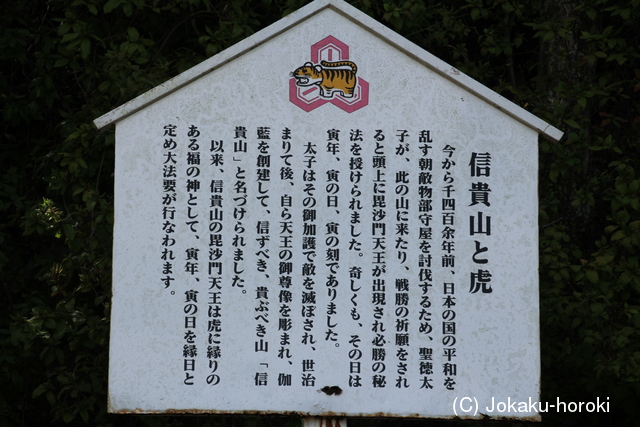 信貴山と虎
今から千四百余年前、日本の国の平和を
乱す朝敵物部守屋を討伐するため、聖徳太
子が、此の山に来たり、戦勝の祈願をされ
ると頭上に毘沙門天王が出現され必勝の秘
法を授けられました。奇しくも、その日は
寅年、寅の日、寅の刻でありました。
太子はその御加護で敵を滅ぼされ、世治
まりて後、自ら天王の御尊像を彫まれ、伽
藍を創建して、信ずべき、貴ぶべき山「信
貴山」と名づけられました。
以来、信貴山の毘沙門天王は虎に縁りの
ある福の神として、寅年、寅の日を縁日と
定め大法要が行なわれます。
(C) Jokaku-horoki